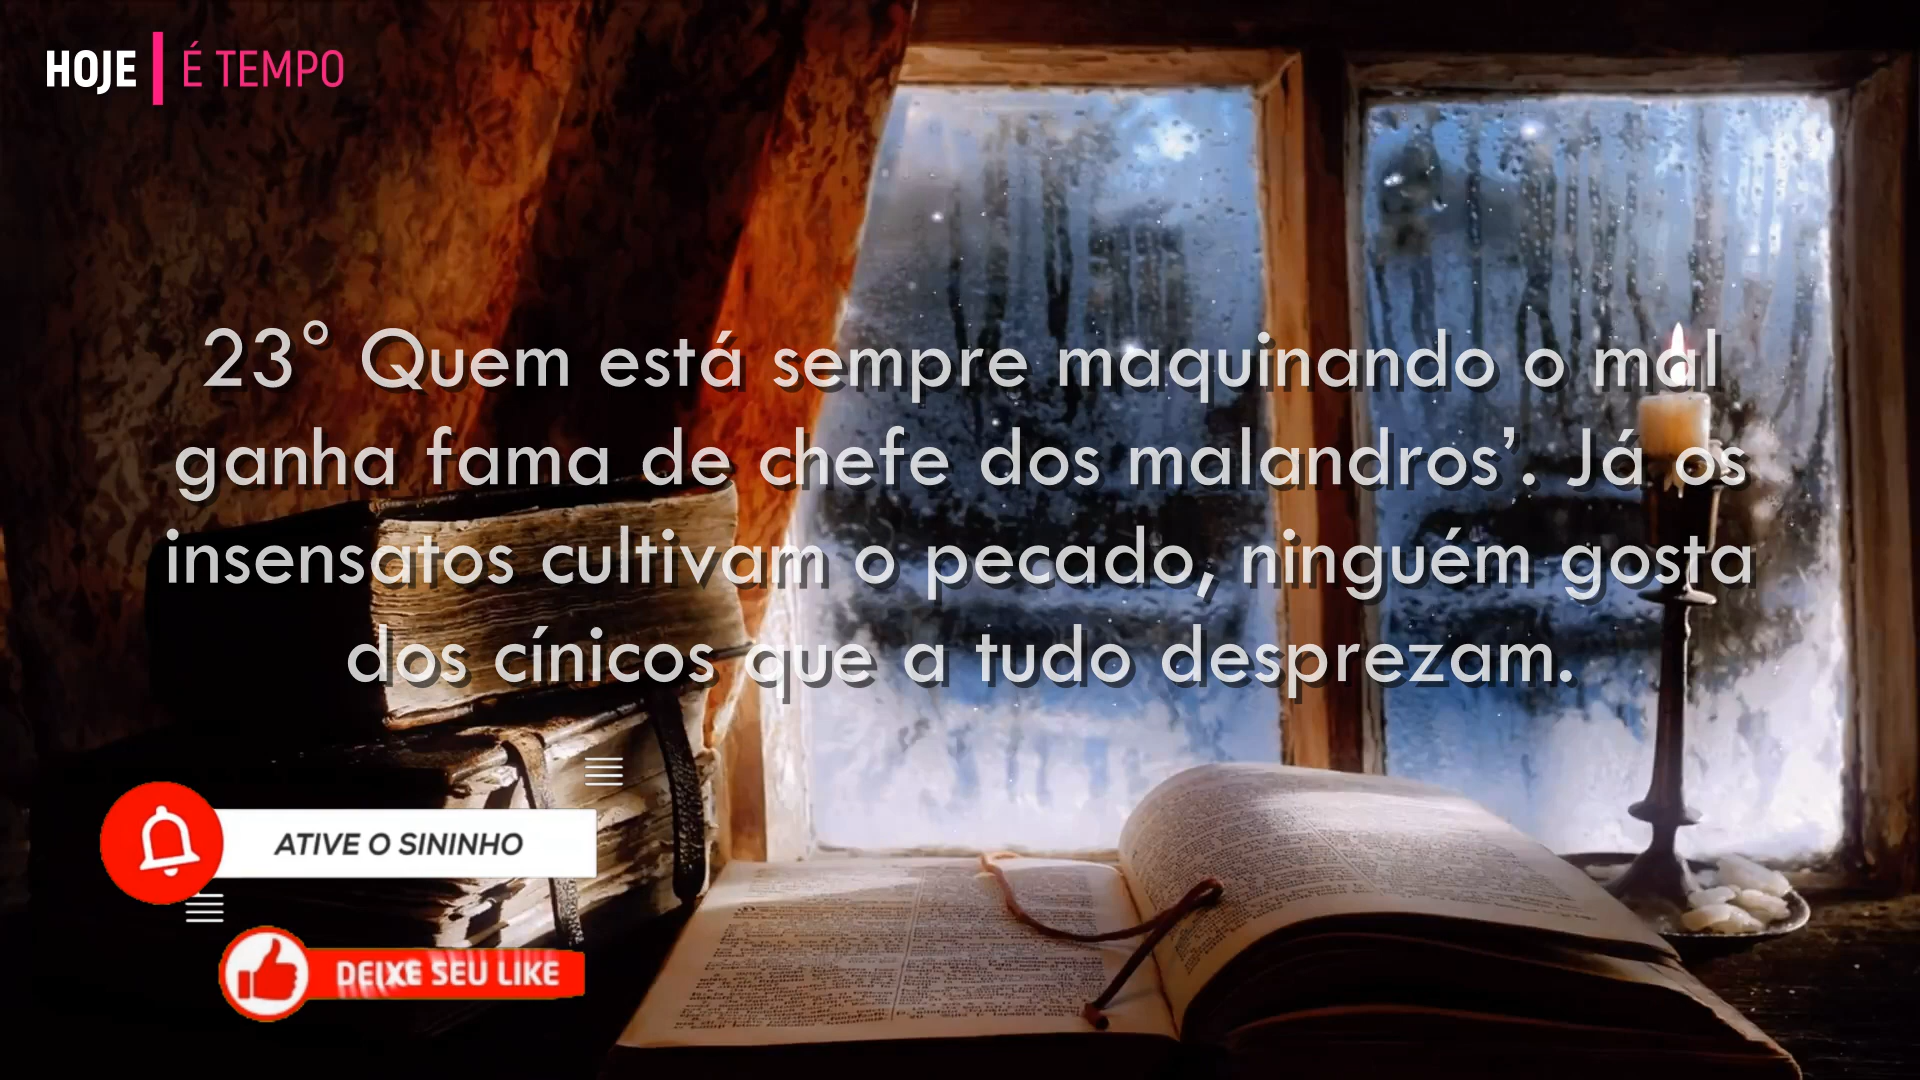 HOJE É TEMPO
23° Quem está sempre maquinando o mal
ganha fama de chefe dos malandros’. Já os
insensatos cultivam o pecado, ninguém gosta
dos cínicos que a tudo desprezam.
ATIVE O SININHO
DEIXE SEU LIKE